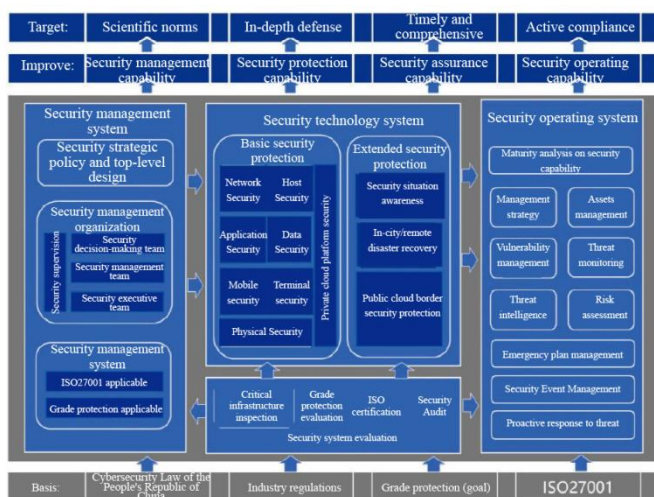 Target:
Scientific norms
In-depth defense
Timely and
comprehensive
Active compliance
Improve:
Security management
capability
Security protection
capability
Security assurance
capability
Security operating
capability
Security management
system
Security strategic
policy and top-level
design
Security management
organization
Security supervision
Security
decision-making team
Security management
team
Security executive
team
Security management
system
ISO27001 applicable
Grade protection applicable
Security technology system
Basic security
protection
Network
Security
Host
Security
Application
Security
Data
Security
Mobile
security
Terminal
security
Physical Security
Private cloud platform security
Extended security
protection
Security situation
awareness
In-city/remote
disaster recovery
Public cloud border
security protection
Critical
infrastructure
inspection
Grade
protection
evaluation
ISO
certification
Security
Audit
Security system evaluation
Security operating system
Maturity analysis on security
capability
Management
strategy
Assets
management
Vulnerability
management
Threat
monitoring
Threat
intelligence
Risk
assessment
Emergency plan management
Security Event Management
Proactive response to threat
Basis:
Cybersecurity Law of the
People's Republic of
China
Industry regulations
Grade protection (goal)
ISO27001